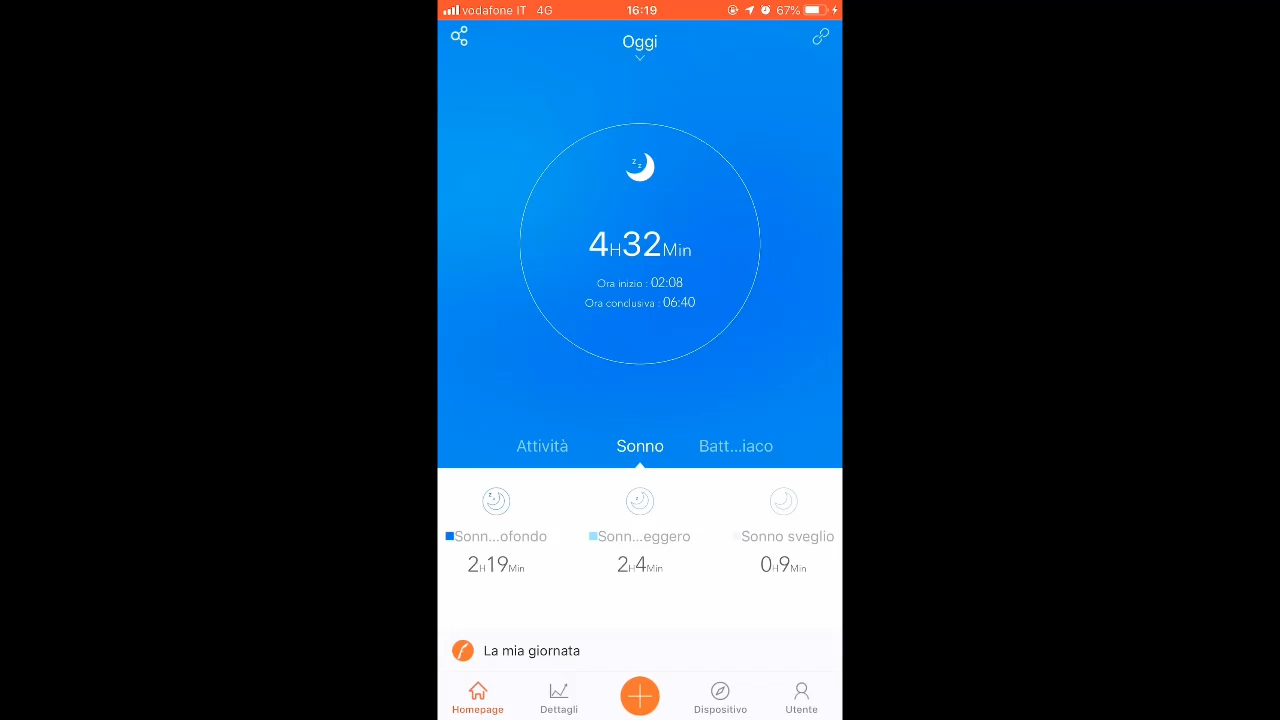 vodafone IT 4G 16:19 67%
Oggi
4H32Min
Ora inizio : 02:08
Ora conclusiva : 06:40
Attività Sonno Batt...iaco
Sonn...ofondo Sonn...eggero Sonno sveglio
2H19Min 2H4Min 0H9Min
La mia giornata
Homepage Dettagli Dispositivo Utente